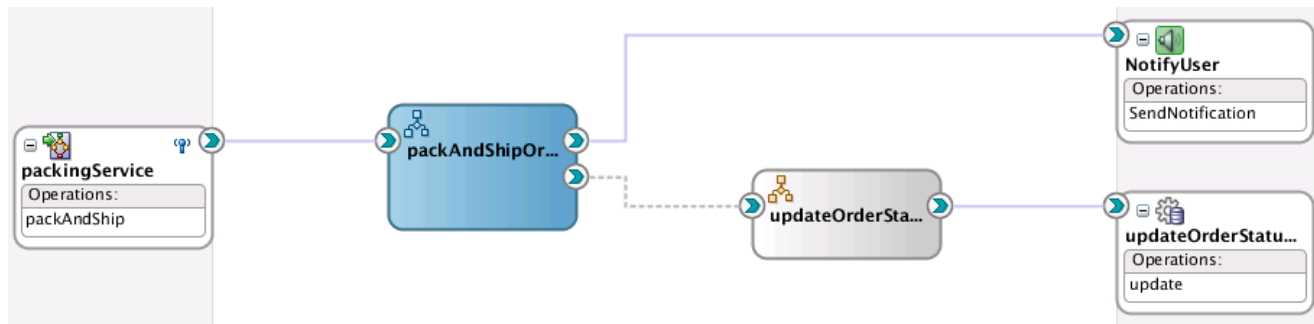 packingService
Operations:
packAndShip
packAndShipOr...
updateOrderSta...
NotifyUser
Operations:
SendNotification
updateOrderStatu...
Operations:
update